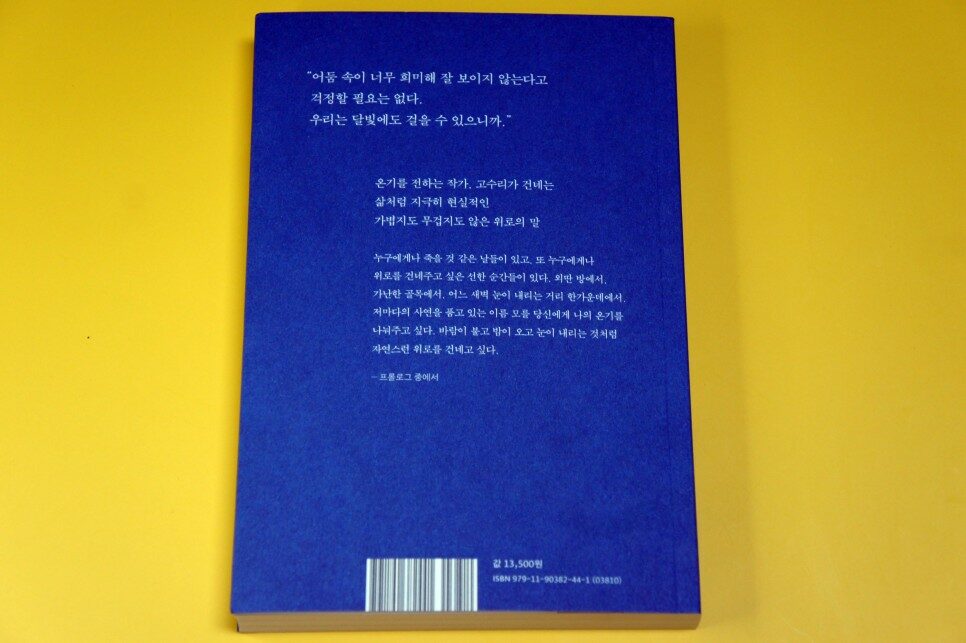 “어둠 속이 너무 희미해 잘 보이지 않는다고
걱정할 필요는 없다.
우리는 달빛에도 걸을 수 있으니까.”
온기를 전하는 작가, 고수리가 건네는
삶처럼 지극히 현실적인
가볍지도 무겁지도 않은 위로의 말
누구에게나 죽을 것 같은 날들이 있고, 또 누구에게나
위로를 건네주고 싶은 선한 순간들이 있다. 외딴 방에서,
가난한 골목에서, 어느 새벽 눈이 내리는 거리 한가운데에서,
저마다의 사연을 품고 있는 이름 모를 당신에게 나의 온기를
나눠주고 싶다. 바람이 불고 밤이 오고 눈이 내리는 것처럼
자연스런 위로를 건네고 싶다.
– 프롤로그 중에서
값 13,500원
ISBN 979-11-90382-44-1 (03810)